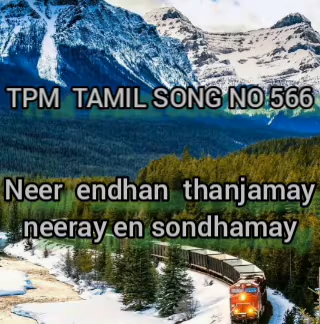 TPM TAMIL SONG NO 566
Neer endhan thanjamay
neeray en sondhamay